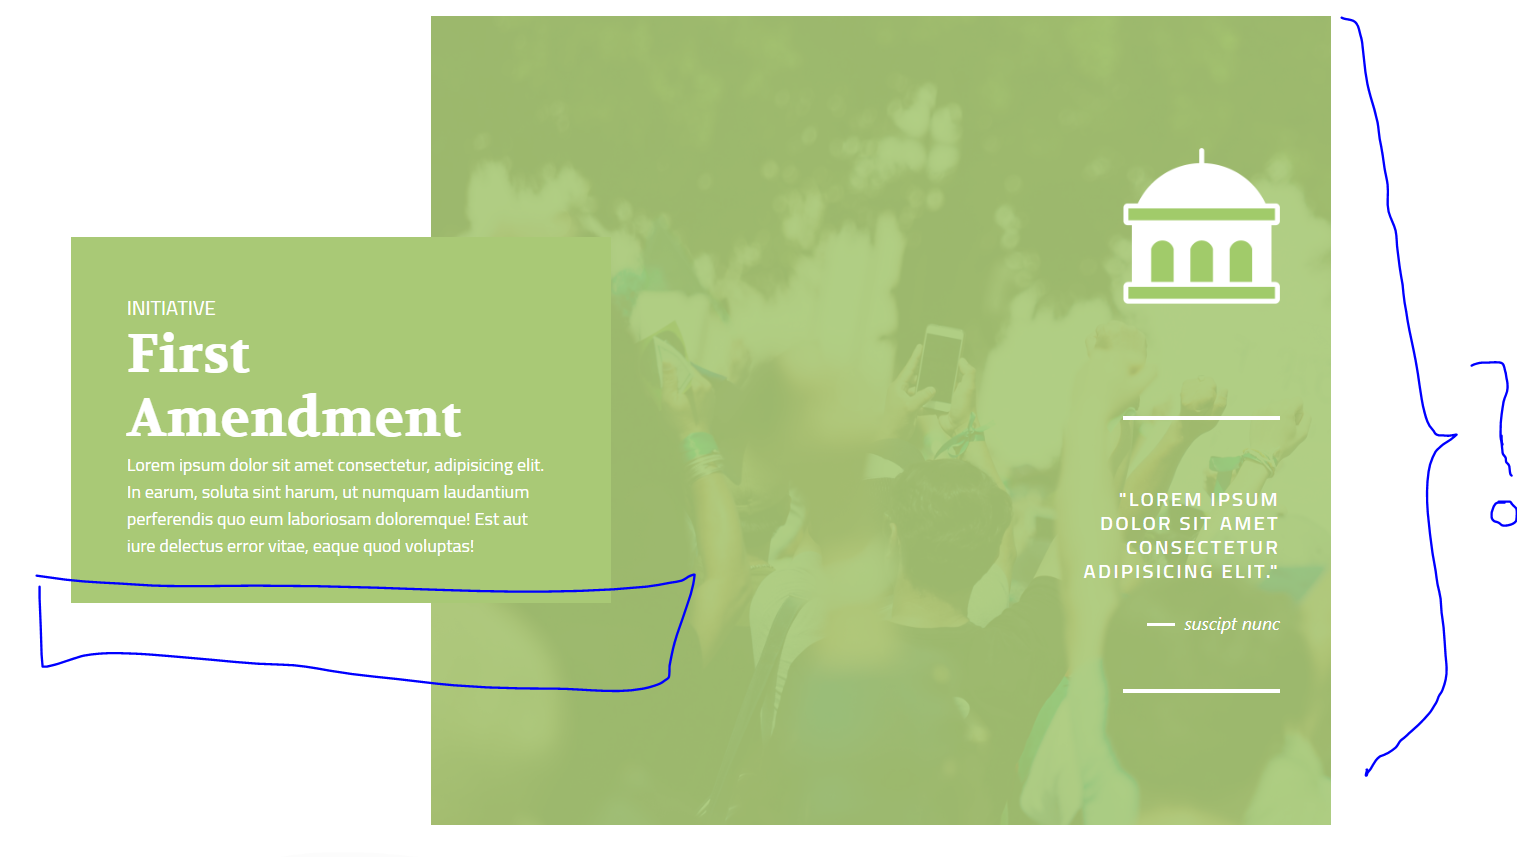 INITIATIVE
First
Amendment
Lorem ipsum dolor sit amet consectetur, adipisicing elit.
In earum, soluta sint harum, ut numquam laudantium
perferendis quo eum laboriosam doloremque! Est aut
iure delectus error vitae, eaque quod voluptas!
"LOREM IPSUM
DOLOR SIT AMET
CONSECTETUR
ADIPISICING ELIT."
— suscipt nunc
?